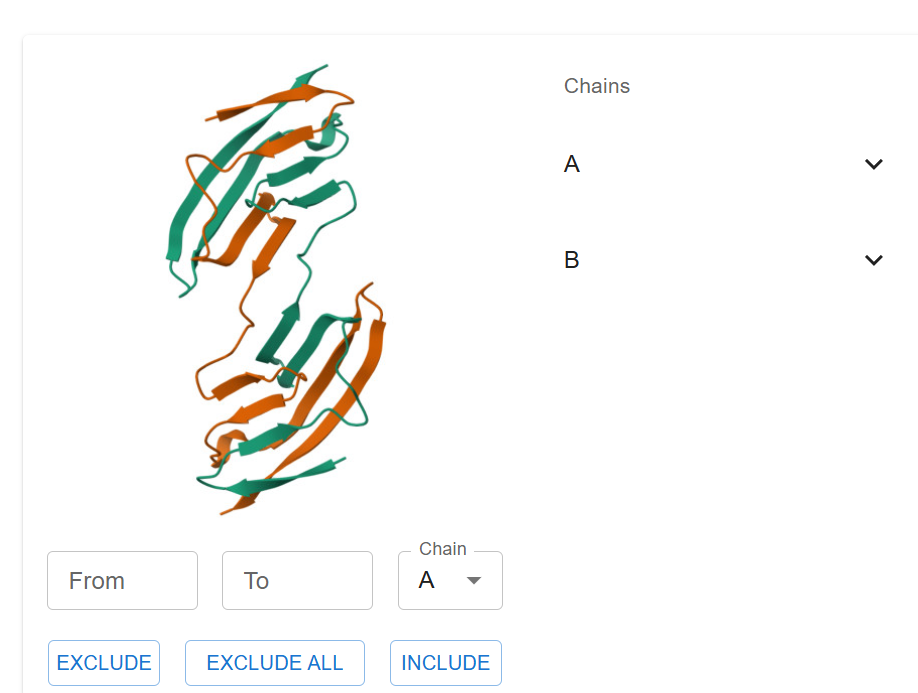 Chains
A
B
Chain
From To A
EXCLUDE EXCLUDE ALL INCLUDE